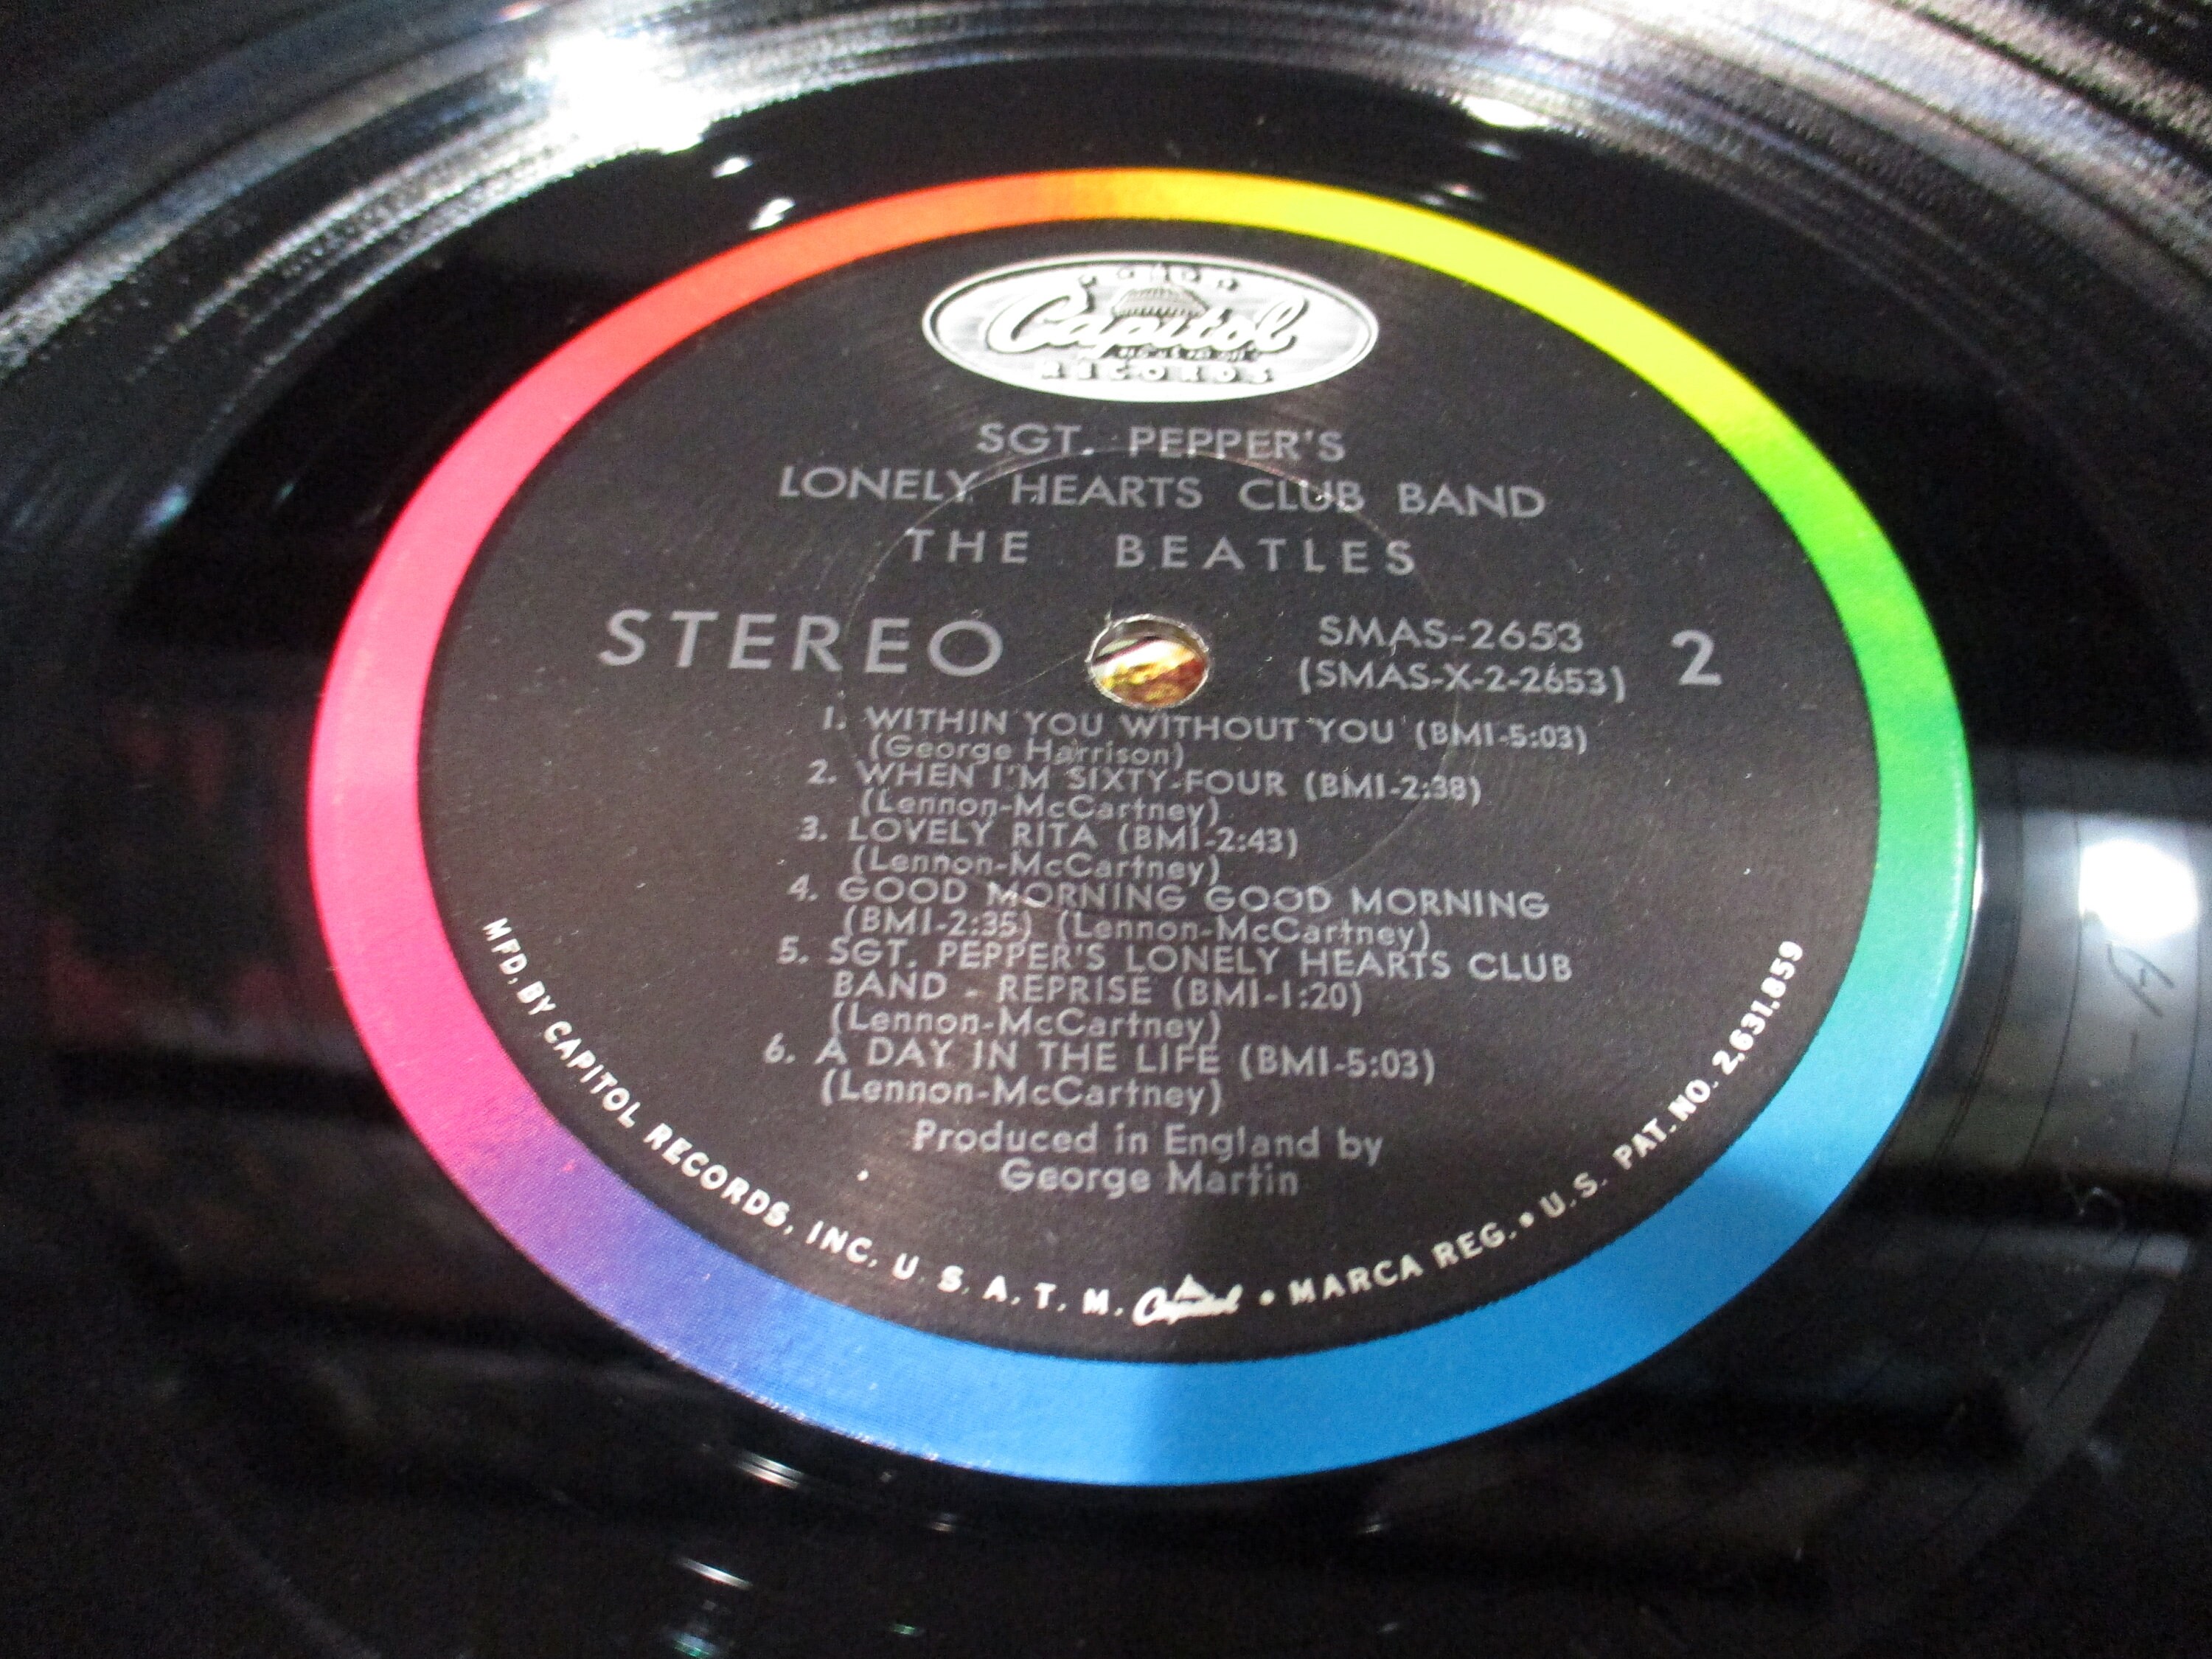 Capitol
RECORDS
SGT. PEPPER'S
LONELY HEARTS CLUB BAND
THE BEATLES
STEREO
SMAS-2653
(SMAS-X-2-2653)
2
1. WITHIN YOU WITHOUT YOU (BMI-5:03)
(George Harrison)
2. WHEN I'M SIXTY-FOUR (BMI-2:38)
(Lennon-McCartney)
3. LOVELY RITA (BMI-2:43)
(Lennon-McCartney)
4. GOOD MORNING GOOD MORNING
(BMI-2:35) (Lennon-McCartney)
5. SGT. PEPPER'S LONELY HEARTS CLUB
BAND - REPRISE (BMI-1:20)
(Lennon-McCartney)
6. A DAY IN THE LIFE (BMI-5:03)
(Lennon-McCartney)
Produced in England by
George Martin
MFD. BY CAPITOL RECORDS, INC. U. S. A. T. M. Capitol • MARCA REG. • U.S. PAT. NO. 2,631,859